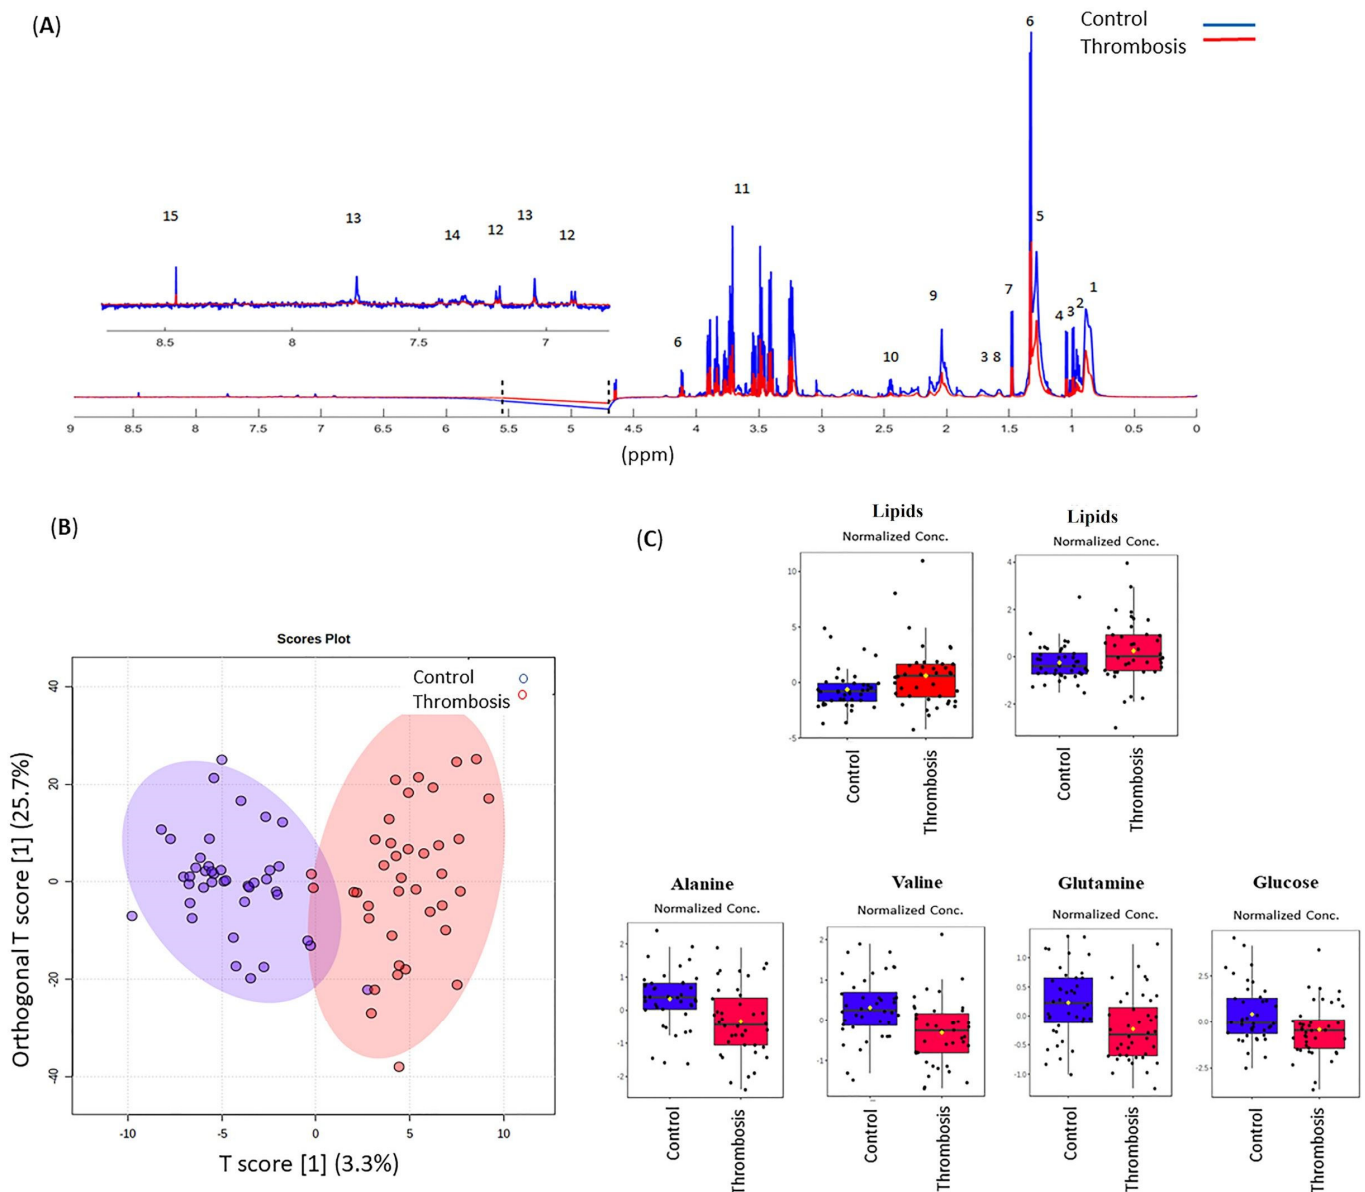 (A)
Control
Thrombosis
6
11
15
13
14
12
13
12
5
9
7
1
2
3
4
6
10
3 8
8.5 8 7.5 7
9 8.5 8 7.5 7 6.5 6 5.5 5 4.5 4 3.5 3 2.5 2 1.5 1 0.5 0
(ppm)
(B)
Scores Plot
Control
Thrombosis
Orthogonal T score [1] (25.7%)
40
20
0
-20
-40
-10 -5 0 5 10
T score [1] (3.3%)
(C)
Lipids
Normalized Conc.
10
5
0
-5
Control
Thrombosis
Lipids
Normalized Conc.
4
2
0
-2
Control
Thrombosis
Alanine
Normalized Conc.
2
1
0
-1
-2
Control
Thrombosis
Valine
Normalized Conc.
2
1
0
-1
Control
Thrombosis
Glutamine
Normalized Conc.
1.0
0.5
0.0
-0.5
-1.0
Control
Thrombosis
Glucose
Normalized Conc.
2.5
0.0
-2.5
Control
Thrombosis